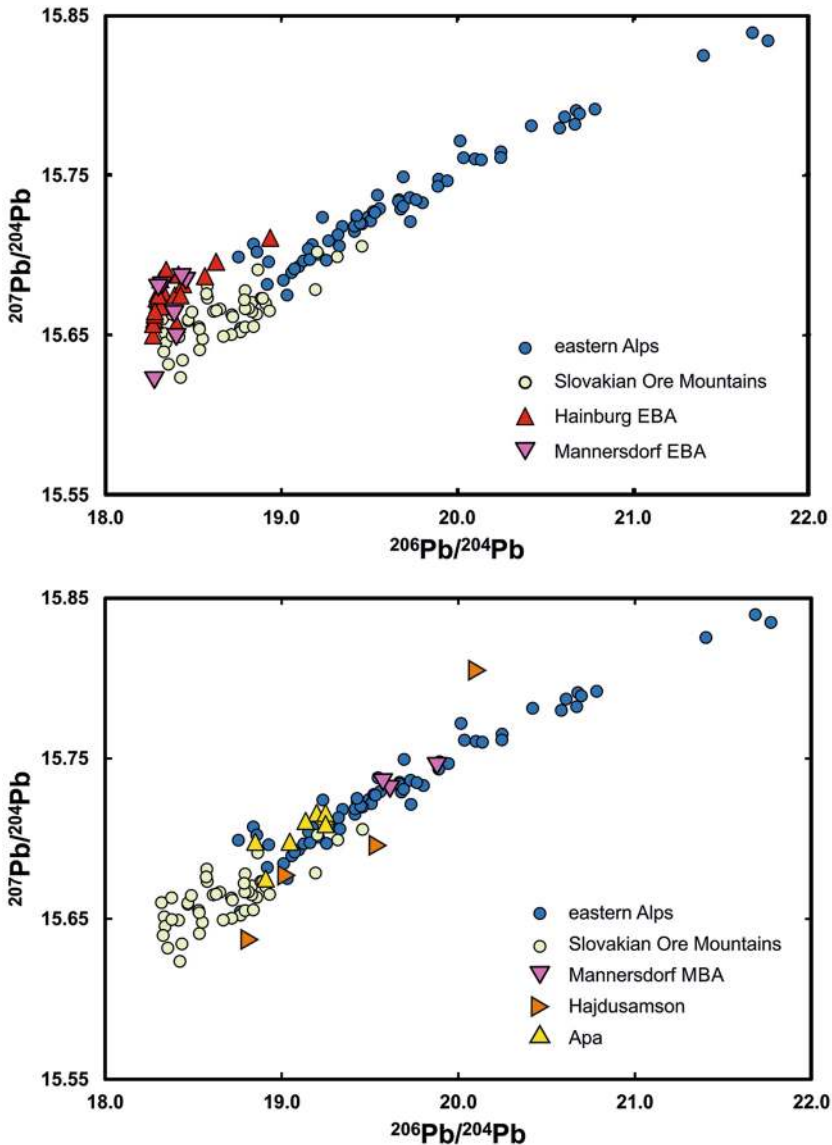 15.85
15.75
15.65
15.55
²⁰⁷Pb/²⁰⁴Pb
eastern Alps
Slovakian Ore Mountains
Hainburg EBA
Mannersdorf EBA
18.0 19.0 20.0 21.0 22.0
²⁰⁶Pb/²⁰⁴Pb
15.85
15.75
15.65
15.55
²⁰⁷Pb/²⁰⁴Pb
eastern Alps
Slovakian Ore Mountains
Mannersdorf MBA
Hajdusamson
Apa
18.0 19.0 20.0 21.0 22.0
²⁰⁶Pb/²⁰⁴Pb